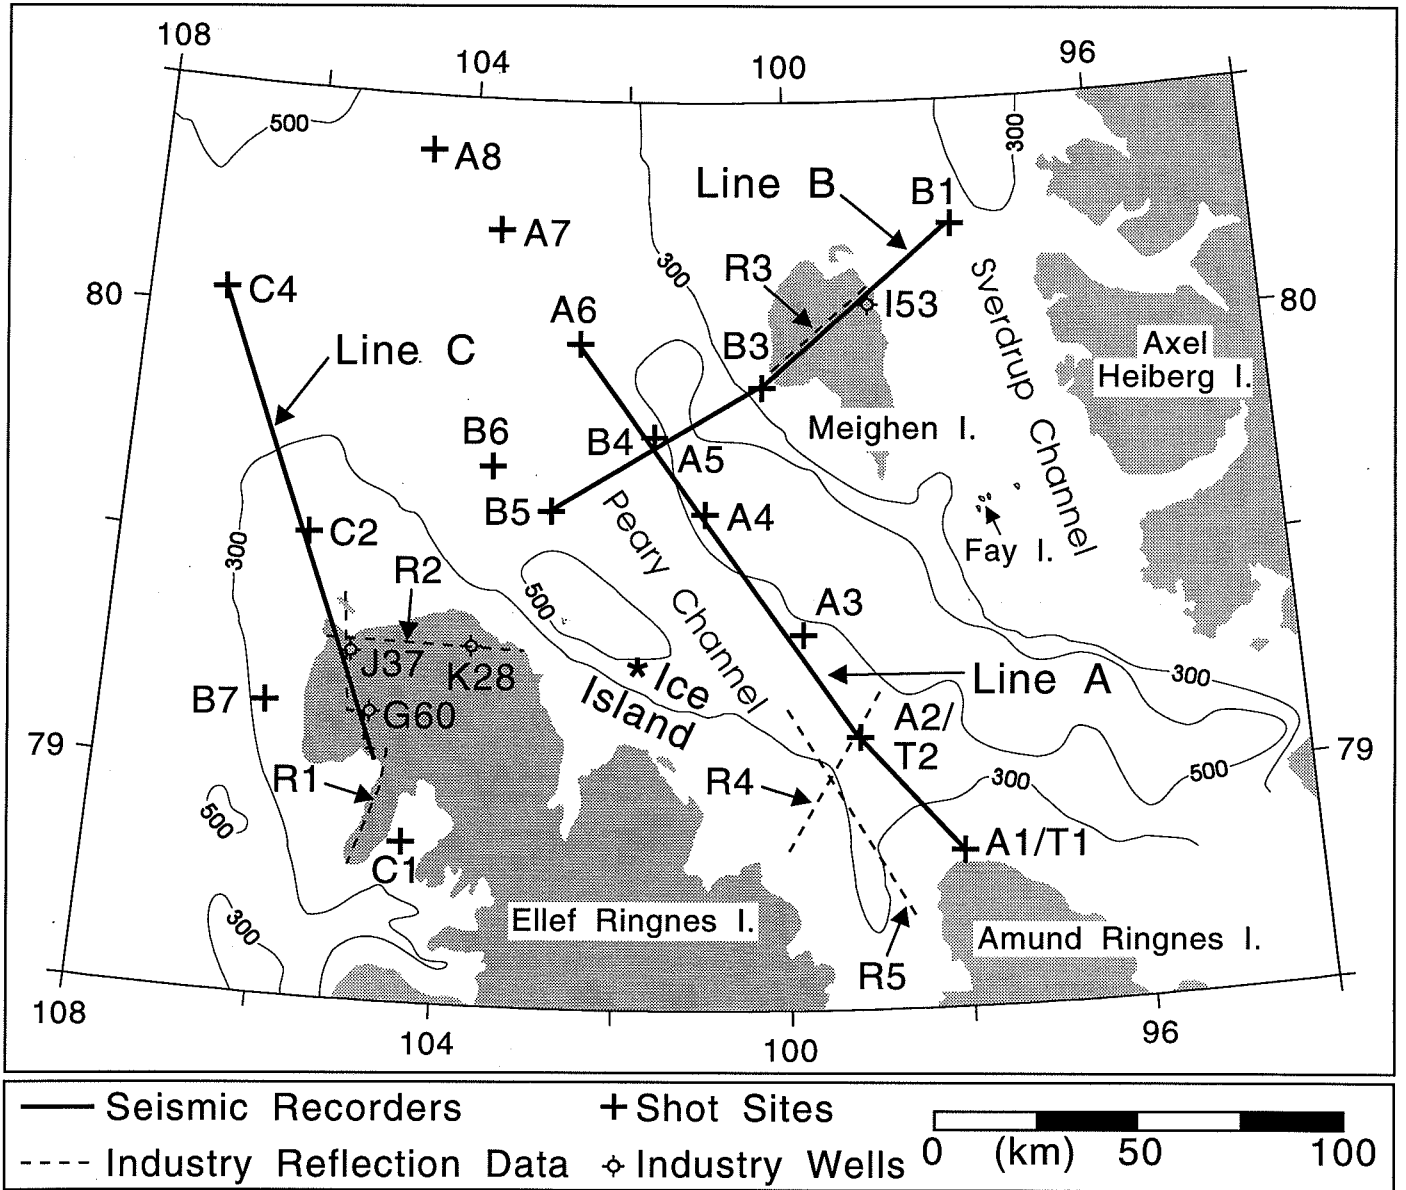 108
104
100
96
500
300
A8
Line B
B1
A7
R3
300
Sverdrup Channel
80
C4
A6
I53
80
Line C
B3
Axel
Heiberg I.
B6
B4
A5
Meighen I.
B5
Peary Channel
A4
C2
300
Fay I.
R2
500
A3
J37
K28
Ice
Island
Line A
300
B7
G60
A2/
T2
79
79
R1
R4
300
500
500
C1
A1/T1
300
Ellef Ringnes I.
Amund Ringnes I.
R5
108
104
100
96
Seismic Recorders
Shot Sites
Industry Reflection Data
Industry Wells
0 (km) 50 100